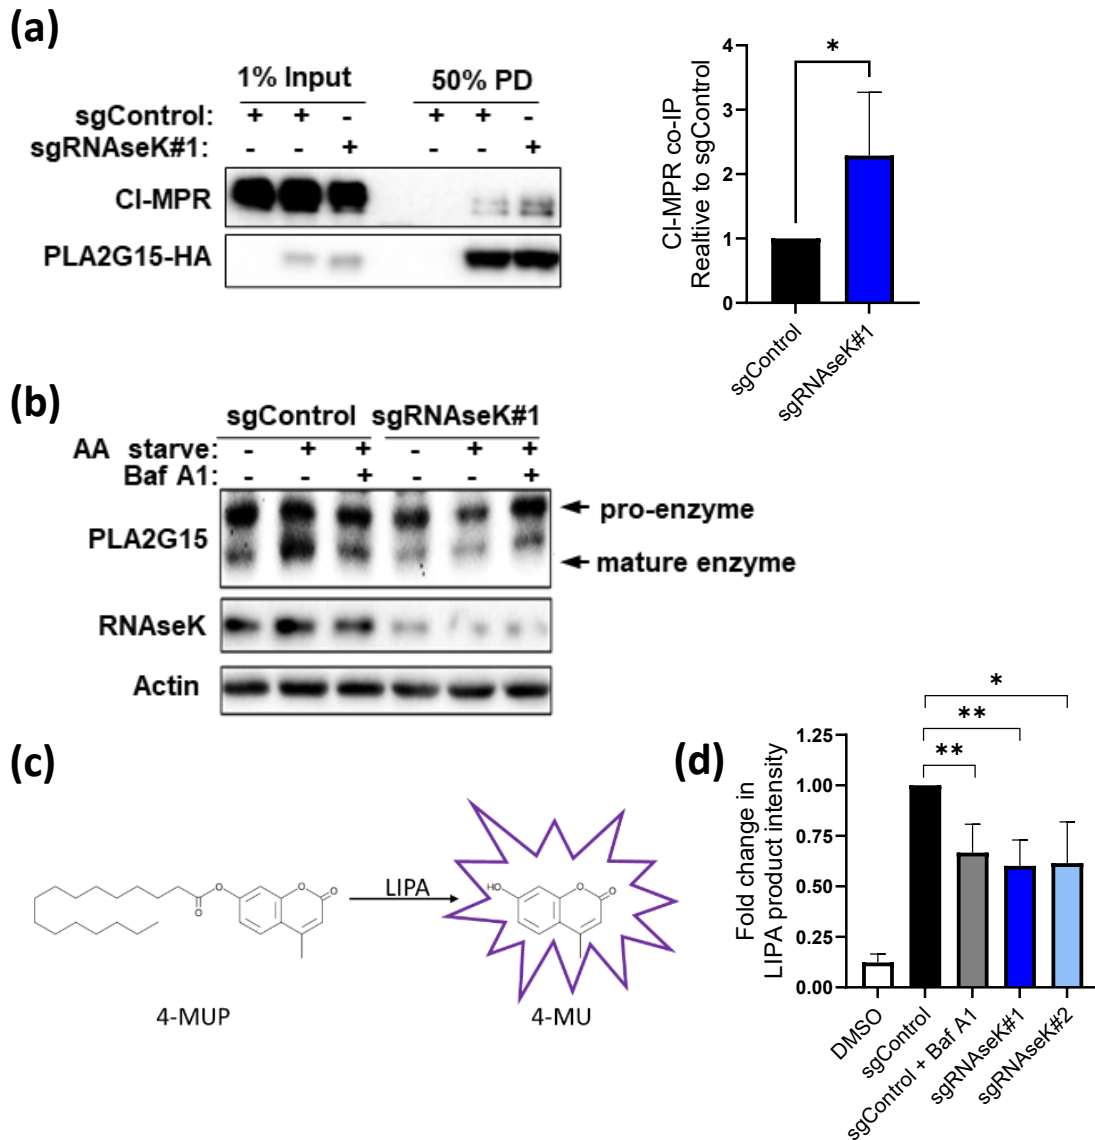 (a)
1% Input 50% PD
sgControl: + + - + + -
sgRNAseK#1: - - + - - +
CI-MPR
PLA2G15-HA
*
4
3
2
1
0
CI-MPR co-IP
Realtive to sgControl
sgControl
sgRNAseK#1
(b)
sgControl sgRNAseK#1
AA starve: - + + - + +
Baf A1: - - + - - +
PLA2G15
pro-enzyme
mature enzyme
RNAseK
Actin
(c)
O
O
O
O
LIPA
HO
O
O
4-MUP
4-MU
(d)
*
**
**
1.25
1.00
0.75
0.50
0.25
0.00
Fold change in
LIPA product intensity
DMSO
sgControl
sgControl + Baf A1
sgRNAseK#1
sgRNAseK#2